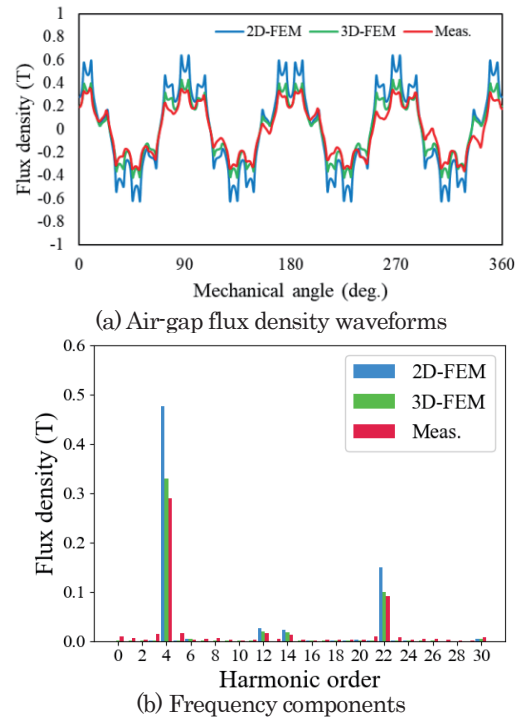 2D-FEM 3D-FEM Meas.
Flux density (T)
1
0.8
0.6
0.4
0.2
0
-0.2
-0.4
-0.6
-0.8
-1
0 90 180 270 360
Mechanical angle (deg.)
(a) Air-gap flux density waveforms
2D-FEM
3D-FEM
Meas.
Flux density (T)
0.6
0.5
0.4
0.3
0.2
0.1
0.0
0 2 4 6 8 10 12 14 16 18 20 22 24 26 28 30
Harmonic order
(b) Frequency components